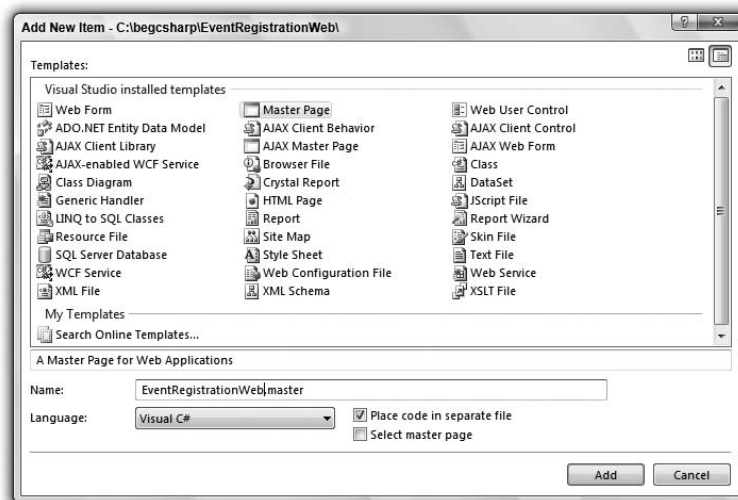 Add New Item - C:\begcsharp\EventRegistrationWeb\
Templates:
Visual Studio installed templates
Web Form
Master Page
Web User Control
ADO.NET Entity Data Model
AJAX Client Behavior
AJAX Client Control
AJAX Client Library
AJAX Master Page
AJAX Web Form
AJAX-enabled WCF Service
Browser File
Class
Class Diagram
Crystal Report
DataSet
Generic Handler
HTML Page
JScript File
LINQ to SQL Classes
Report
Report Wizard
Resource File
Site Map
Skin File
SQL Server Database
Style Sheet
Text File
WCF Service
Web Configuration File
Web Service
XML File
XML Schema
XSLT File
My Templates
Search Online Templates...
A Master Page for Web Applications
Name:
EventRegistrationWeb.master
Language:
Visual C#
Place code in separate file
Select master page
Add
Cancel